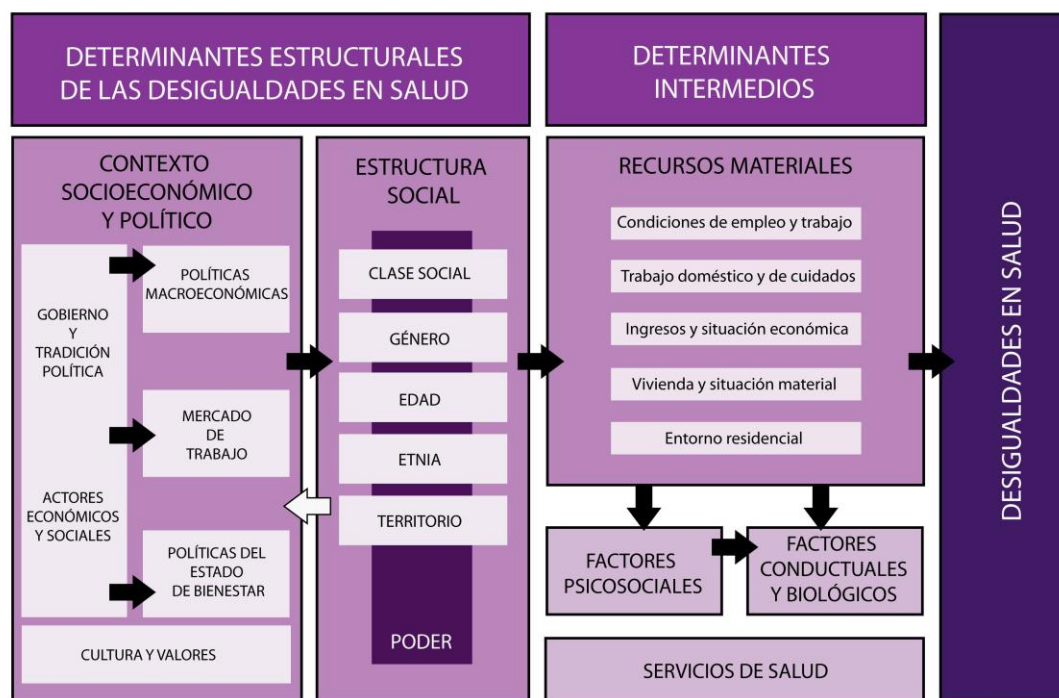 DETERMINANTES ESTRUCTURALES
DE LAS DESIGUALDADES EN SALUD
CONTEXTO
SOCIOECONÓMICO
Y POLÍTICO
GOBIERNO
Y
TRADICIÓN
POLÍTICA
ACTORES
ECONÓMICOS
Y SOCIALES
POLÍTICAS
MACROECONÓMICAS
MERCADO
DE
TRABAJO
POLÍTICAS DEL
ESTADO
DE BIENESTAR
CULTURA Y VALORES
ESTRUCTURA
SOCIAL
CLASE SOCIAL
GÉNERO
EDAD
ETNIA
TERRITORIO
PODER
DETERMINANTES
INTERMEDIOS
RECURSOS MATERIALES
Condiciones de empleo y trabajo
Trabajo doméstico y de cuidados
Ingresos y situación económica
Vivienda y situación material
Entorno residencial
FACTORES
PSICOSOCIALES
FACTORES
CONDUCTUALES
Y BIOLÓGICOS
SERVICIOS DE SALUD
DESIGUALDADES EN SALUD